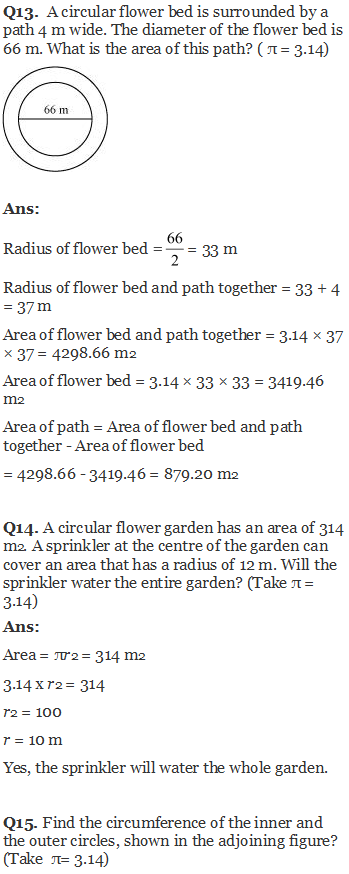 Q13. A circular flower bed is surrounded by a
path 4 m wide. The diameter of the flower bed is
66 m. What is the area of this path? ( π = 3.14)
66 m
Ans:
Radius of flower bed = 66/2 = 33 m
Radius of flower bed and path together = 33 + 4
= 37 m
Area of flower bed and path together = 3.14 × 37
× 37 = 4298.66 m2
Area of flower bed = 3.14 × 33 × 33 = 3419.46
m2
Area of path = Area of flower bed and path
together - Area of flower bed
= 4298.66 - 3419.46 = 879.20 m2
Q14. A circular flower garden has an area of 314
m2. A sprinkler at the centre of the garden can
cover an area that has a radius of 12 m. Will the
sprinkler water the entire garden? (Take π =
3.14)
Ans:
Area = πr2 = 314 m2
3.14 x r2 = 314
r2 = 100
r = 10 m
Yes, the sprinkler will water the whole garden.
Q15. Find the circumference of the inner and
the outer circles, shown in the adjoining figure?
(Take π= 3.14)